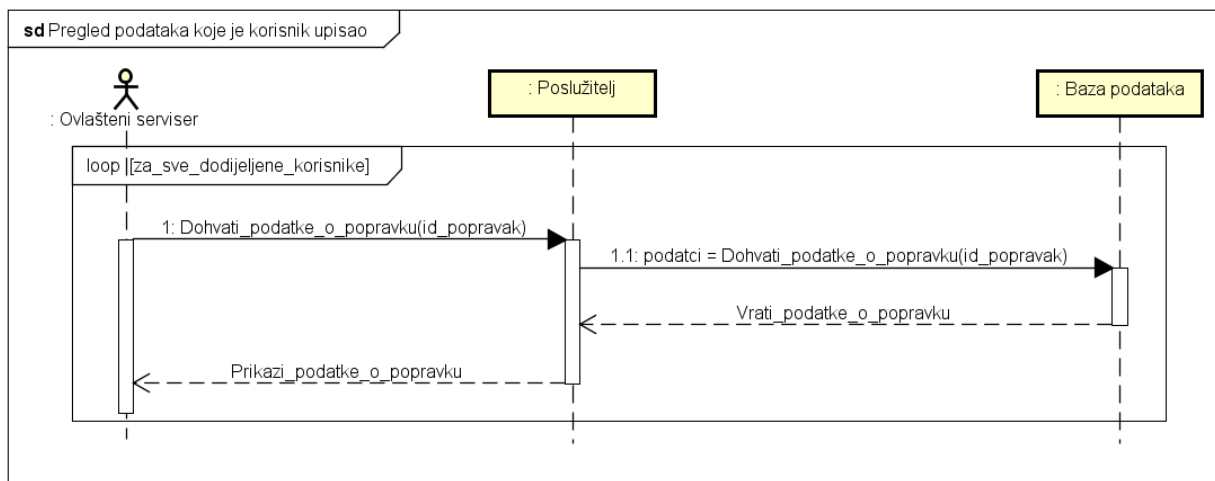 sd Pregled podataka koje je korisnik upisao
: Ovlašteni serviser
: Poslužitelj
: Baza podataka
loop [za_sve_dodijeljene_korisnike]
1: Dohvati_podatke_o_popravku(id_popravak)
1.1: podatci = Dohvati_podatke_o_popravku(id_popravak)
Vrati_podatke_o_popravku
Prikazi_podatke_o_popravku